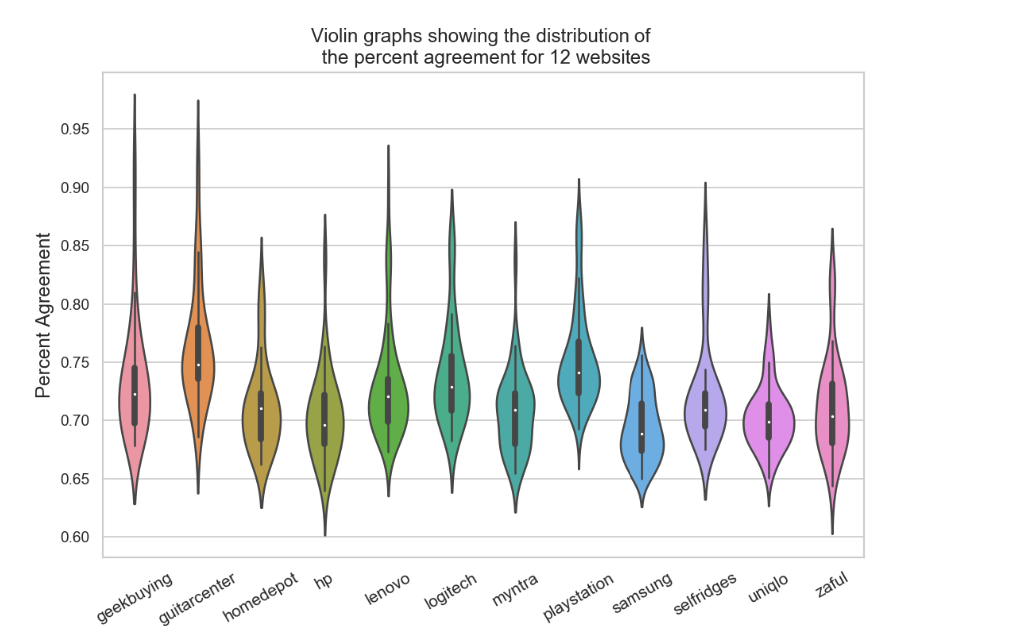 Violin graphs showing the distribution of
the percent agreement for 12 websites
Percent Agreement
0.95
0.90
0.85
0.80
0.75
0.70
0.65
0.60
geekbuying
guitarcenter
homedepot
hp
lenovo
logitech
myntra
playstation
samsung
selfridges
uniqlo
zaful